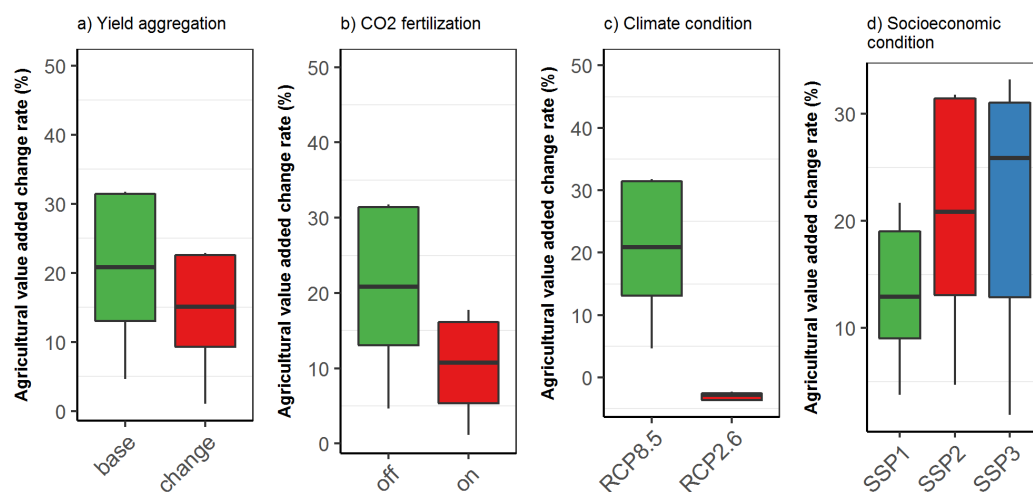 a) Yield aggregation
Agricultural value added change rate (%)
50
40
30
20
10
0
base
change
b) CO2 fertilization
Agricultural value added change rate (%)
50
40
30
20
10
0
off
on
c) Climate condition
Agricultural value added change rate (%)
50
40
30
20
10
0
RCP8.5
RCP2.6
d) Socioeconomic
condition
Agricultural value added change rate (%)
30
20
10
SSP1
SSP2
SSP3